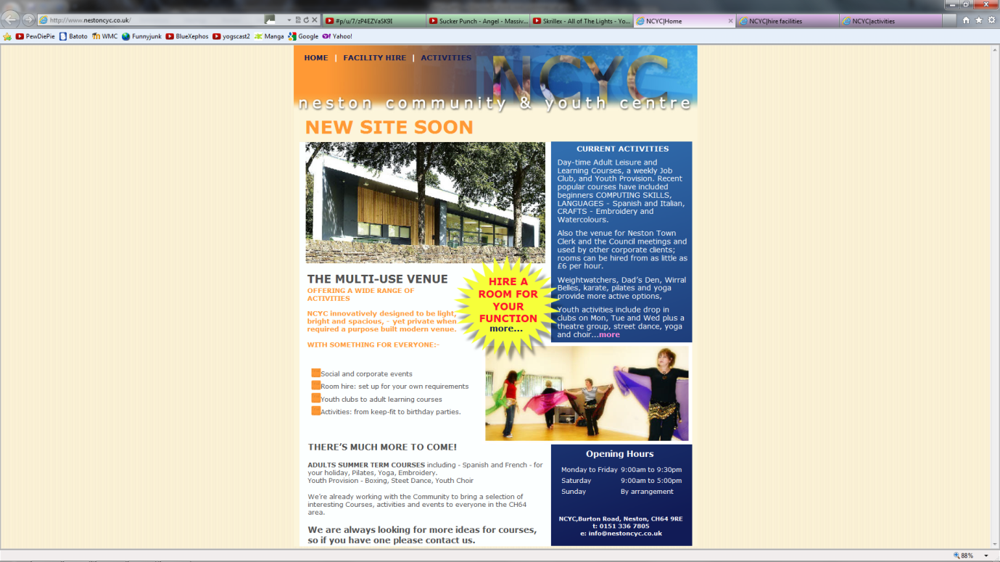 http://www.nestoncyc.co.uk/
#p/u/7/zP4EZVaSK9I
Sucker Punch - Angel - Massiv...
Skrillex - All of The Lights - Yo...
NCYC|Home
NCYC|hire facilities
NCYC|activities
PewDiePie
Batoto
WMC
Funnyjunk
BlueXephos
yogscast2
Manga
Google
Yahoo!
HOME | FACILITY HIRE | ACTIVITIES
NCYC
neston community & youth centre
NEW SITE SOON
CURRENT ACTIVITIES
Day-time Adult Leisure and
Learning Courses, a weekly Job
Club, and Youth Provision. Recent
popular courses have included
beginners COMPUTING SKILLS,
LANGUAGES - Spanish and Italian,
CRAFTS - Embroidery and
Watercolours.
Also the venue for Neston Town
Clerk and the Council meetings and
used by other corporate clients;
rooms can be hired from as little as
£6 per hour.
Weightwatchers, Dad's Den, Wirral
Belles, karate, pilates and yoga
provide more active options,
Youth activities include drop in
clubs on Mon, Tue and Wed plus a
theatre group, street dance, yoga
and choir...more
THE MULTI-USE VENUE
OFFERING A WIDE RANGE OF
ACTIVITIES
NCYC innovatively designed to be light,
bright and spacious, - yet private when
required a purpose built modern venue.
WITH SOMETHING FOR EVERYONE:-
HIRE A
ROOM FOR
YOUR
FUNCTION
more...
Social and corporate events
Room hire: set up for your own requirements
Youth clubs to adult learning courses
Activities: from keep-fit to birthday parties.
THERE'S MUCH MORE TO COME!
ADULTS SUMMER TERM COURSES including - Spanish and French - for
your holiday, Pilates, Yoga, Embroidery.
Youth Provision - Boxing, Steet Dance, Youth Choir
We're already working with the Community to bring a selection of
interesting Courses, activities and events to everyone in the CH64
area.
We are always looking for more ideas for courses,
so if you have one please contact us.
Opening Hours
Monday to Friday 9:00am to 9:30pm
Saturday 9:00am to 5:00pm
Sunday By arrangement
NCYC,Burton Road, Neston, CH64 9RE
t: 0151 336 7805
e: info@nestoncyc.co.uk
88%